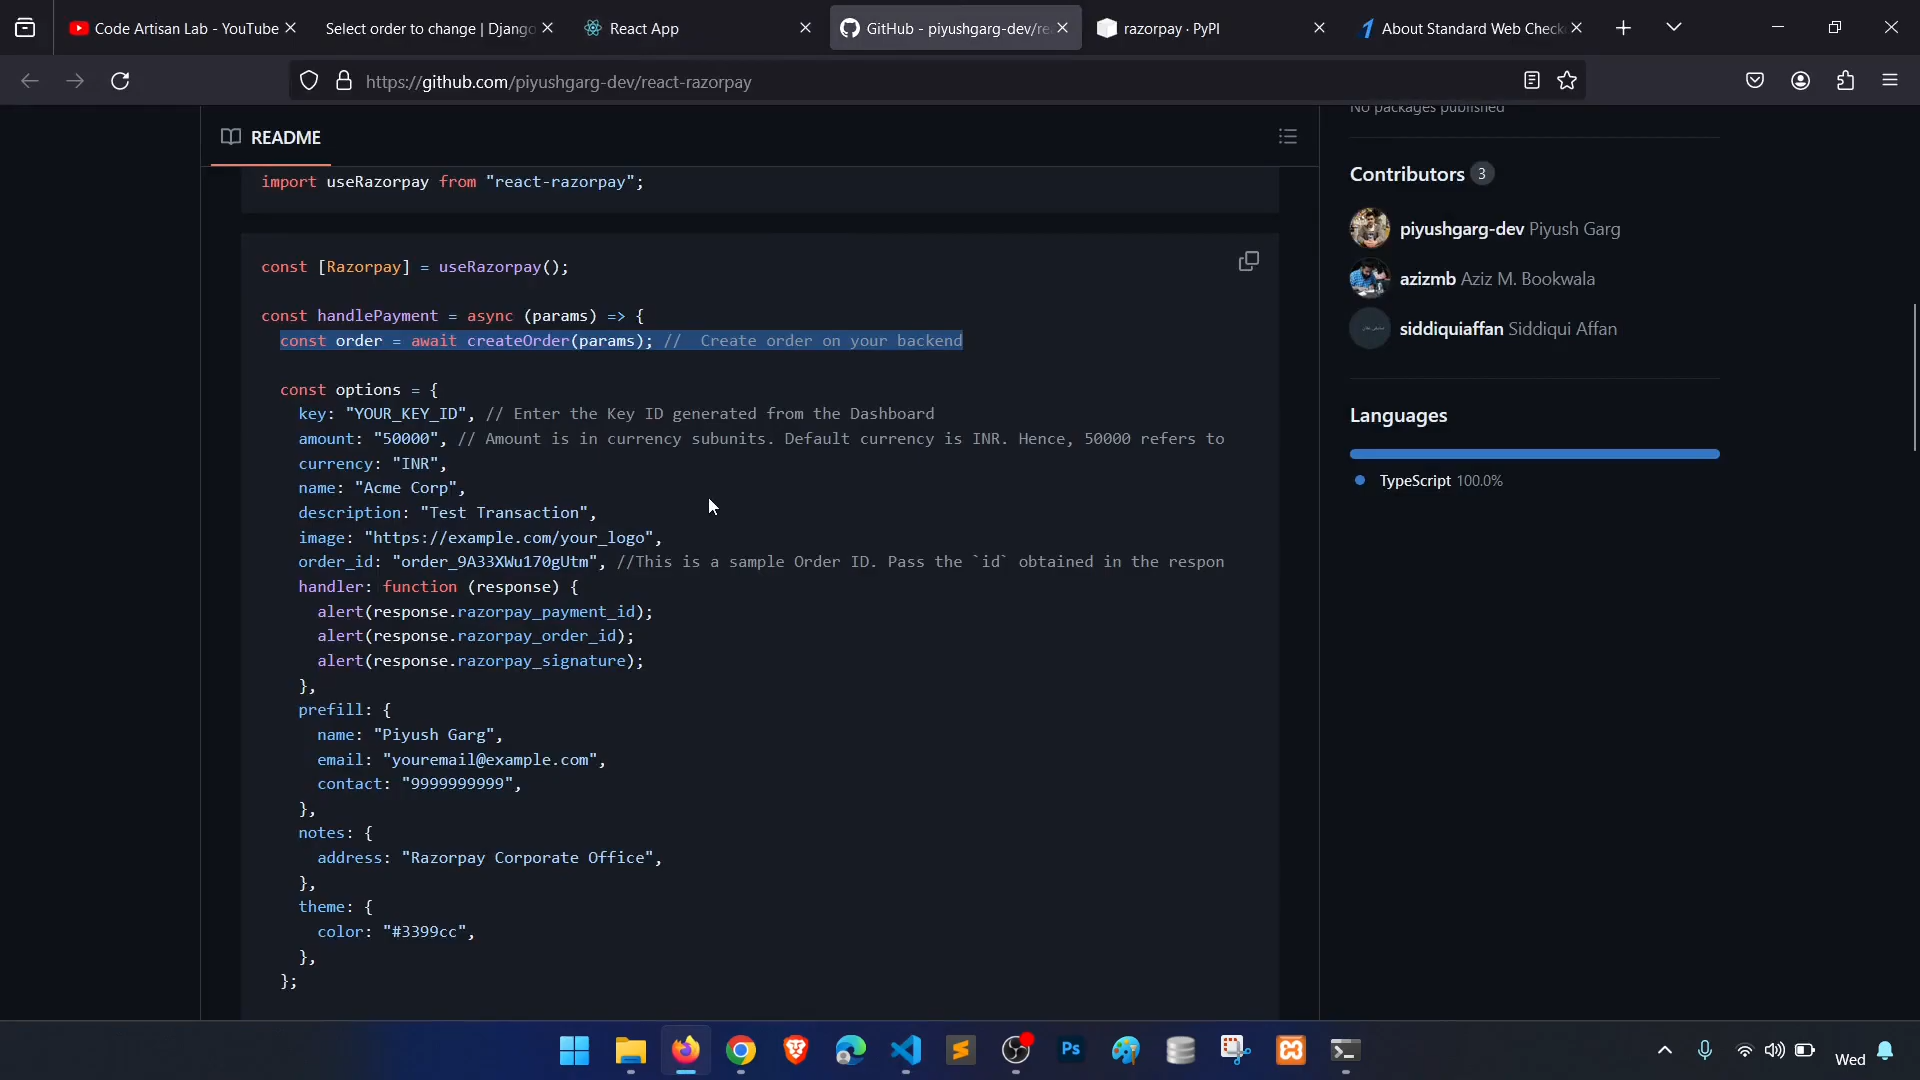 Code Artisan Lab - YouTube
Select order to change | Django
React App
GitHub - piyushgarg-dev/re
razorpay · PyPI
About Standard Web Check
https://github.com/piyushgarg-dev/react-razorpay
No packages published
README
import useRazorpay from "react-razorpay";
const [Razorpay] = useRazorpay();
const handlePayment = async (params) => {
const order = await createOrder(params); //  Create order on your backend
const options = {
key: "YOUR_KEY_ID", // Enter the Key ID generated from the Dashboard
amount: "50000", // Amount is in currency subunits. Default currency is INR. Hence, 50000 refers to
currency: "INR",
name: "Acme Corp",
description: "Test Transaction",
image: "https://example.com/your_logo",
order_id: "order_9A33XWu170gUtm", //This is a sample Order ID. Pass the `id` obtained in the respon
handler: function (response) {
alert(response.razorpay_payment_id);
alert(response.razorpay_order_id);
alert(response.razorpay_signature);
},
prefill: {
name: "Piyush Garg",
email: "youremail@example.com",
contact: "9999999999",
},
notes: {
address: "Razorpay Corporate Office",
},
theme: {
color: "#3399cc",
},
};
Contributors 3
piyushgarg-dev Piyush Garg
azizmb Aziz M. Bookwala
siddiquiaffan Siddiqui Affan
Languages
TypeScript 100.0%
Ps
Wed